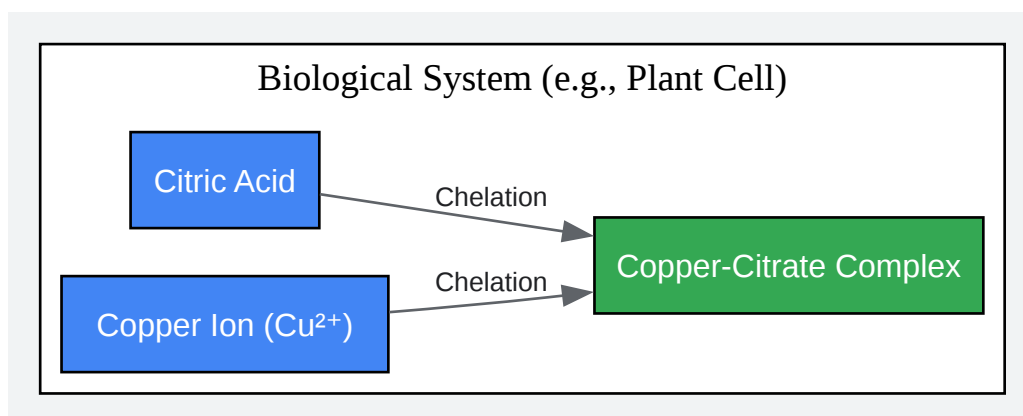 Biological System (e.g., Plant Cell)
Citric Acid
Chelation
Copper-Citrate Complex
Chelation
Copper Ion (Cu²⁺)